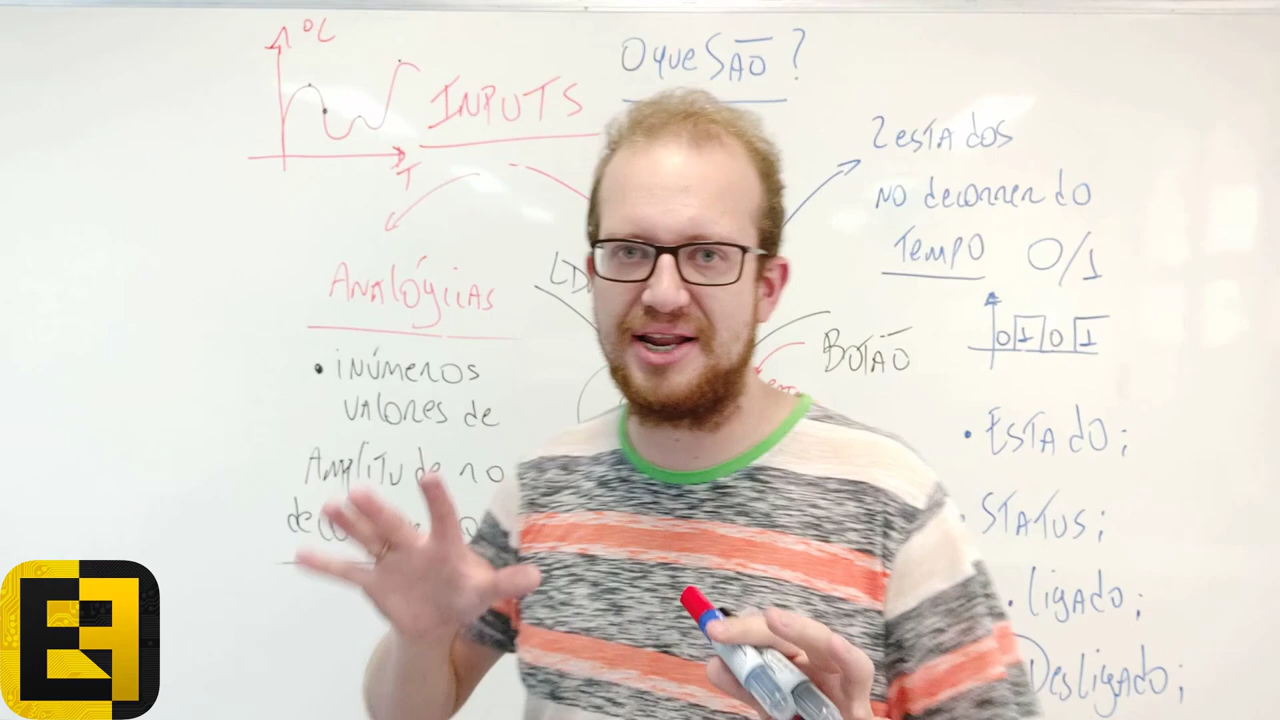 O que SÃO ?
°C
INPUTS
T
ANALÓGICAS
• INÚMEROS
VALORES de
AMPLITUDE NO
2 ESTADOS
NO decorrer do
TEMPO 0/1
0 1 0 1
BOTÃO
• ESTADO;
• STATUS;
• LIGADO;
DesLIGADO;
EF